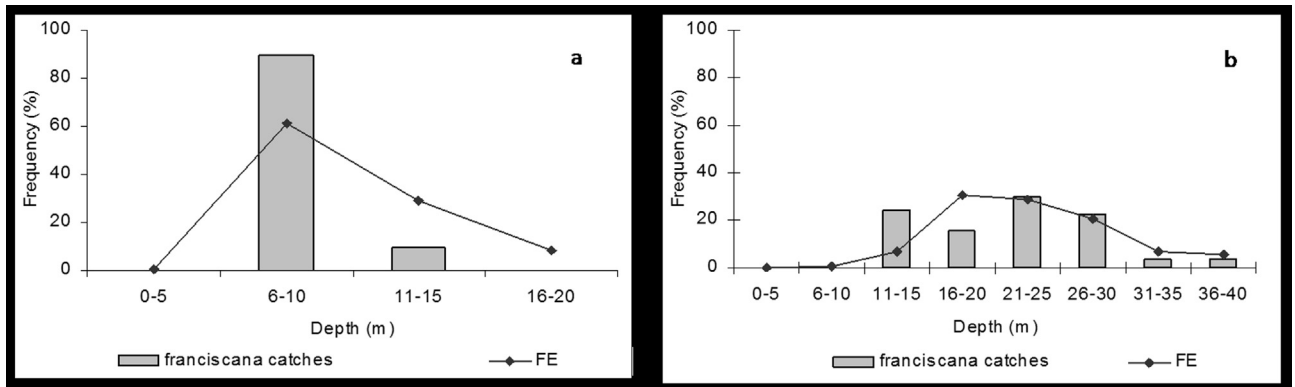 a
Frequency (%)
100
80
60
40
20
0
0-5 6-10 11-15 16-20
Depth (m)
franciscana catches FE
b
Frequency (%)
100
80
60
40
20
0
0-5 6-10 11-15 16-20 21-25 26-30 31-35 36-40
Depth (m)
franciscana catches FE